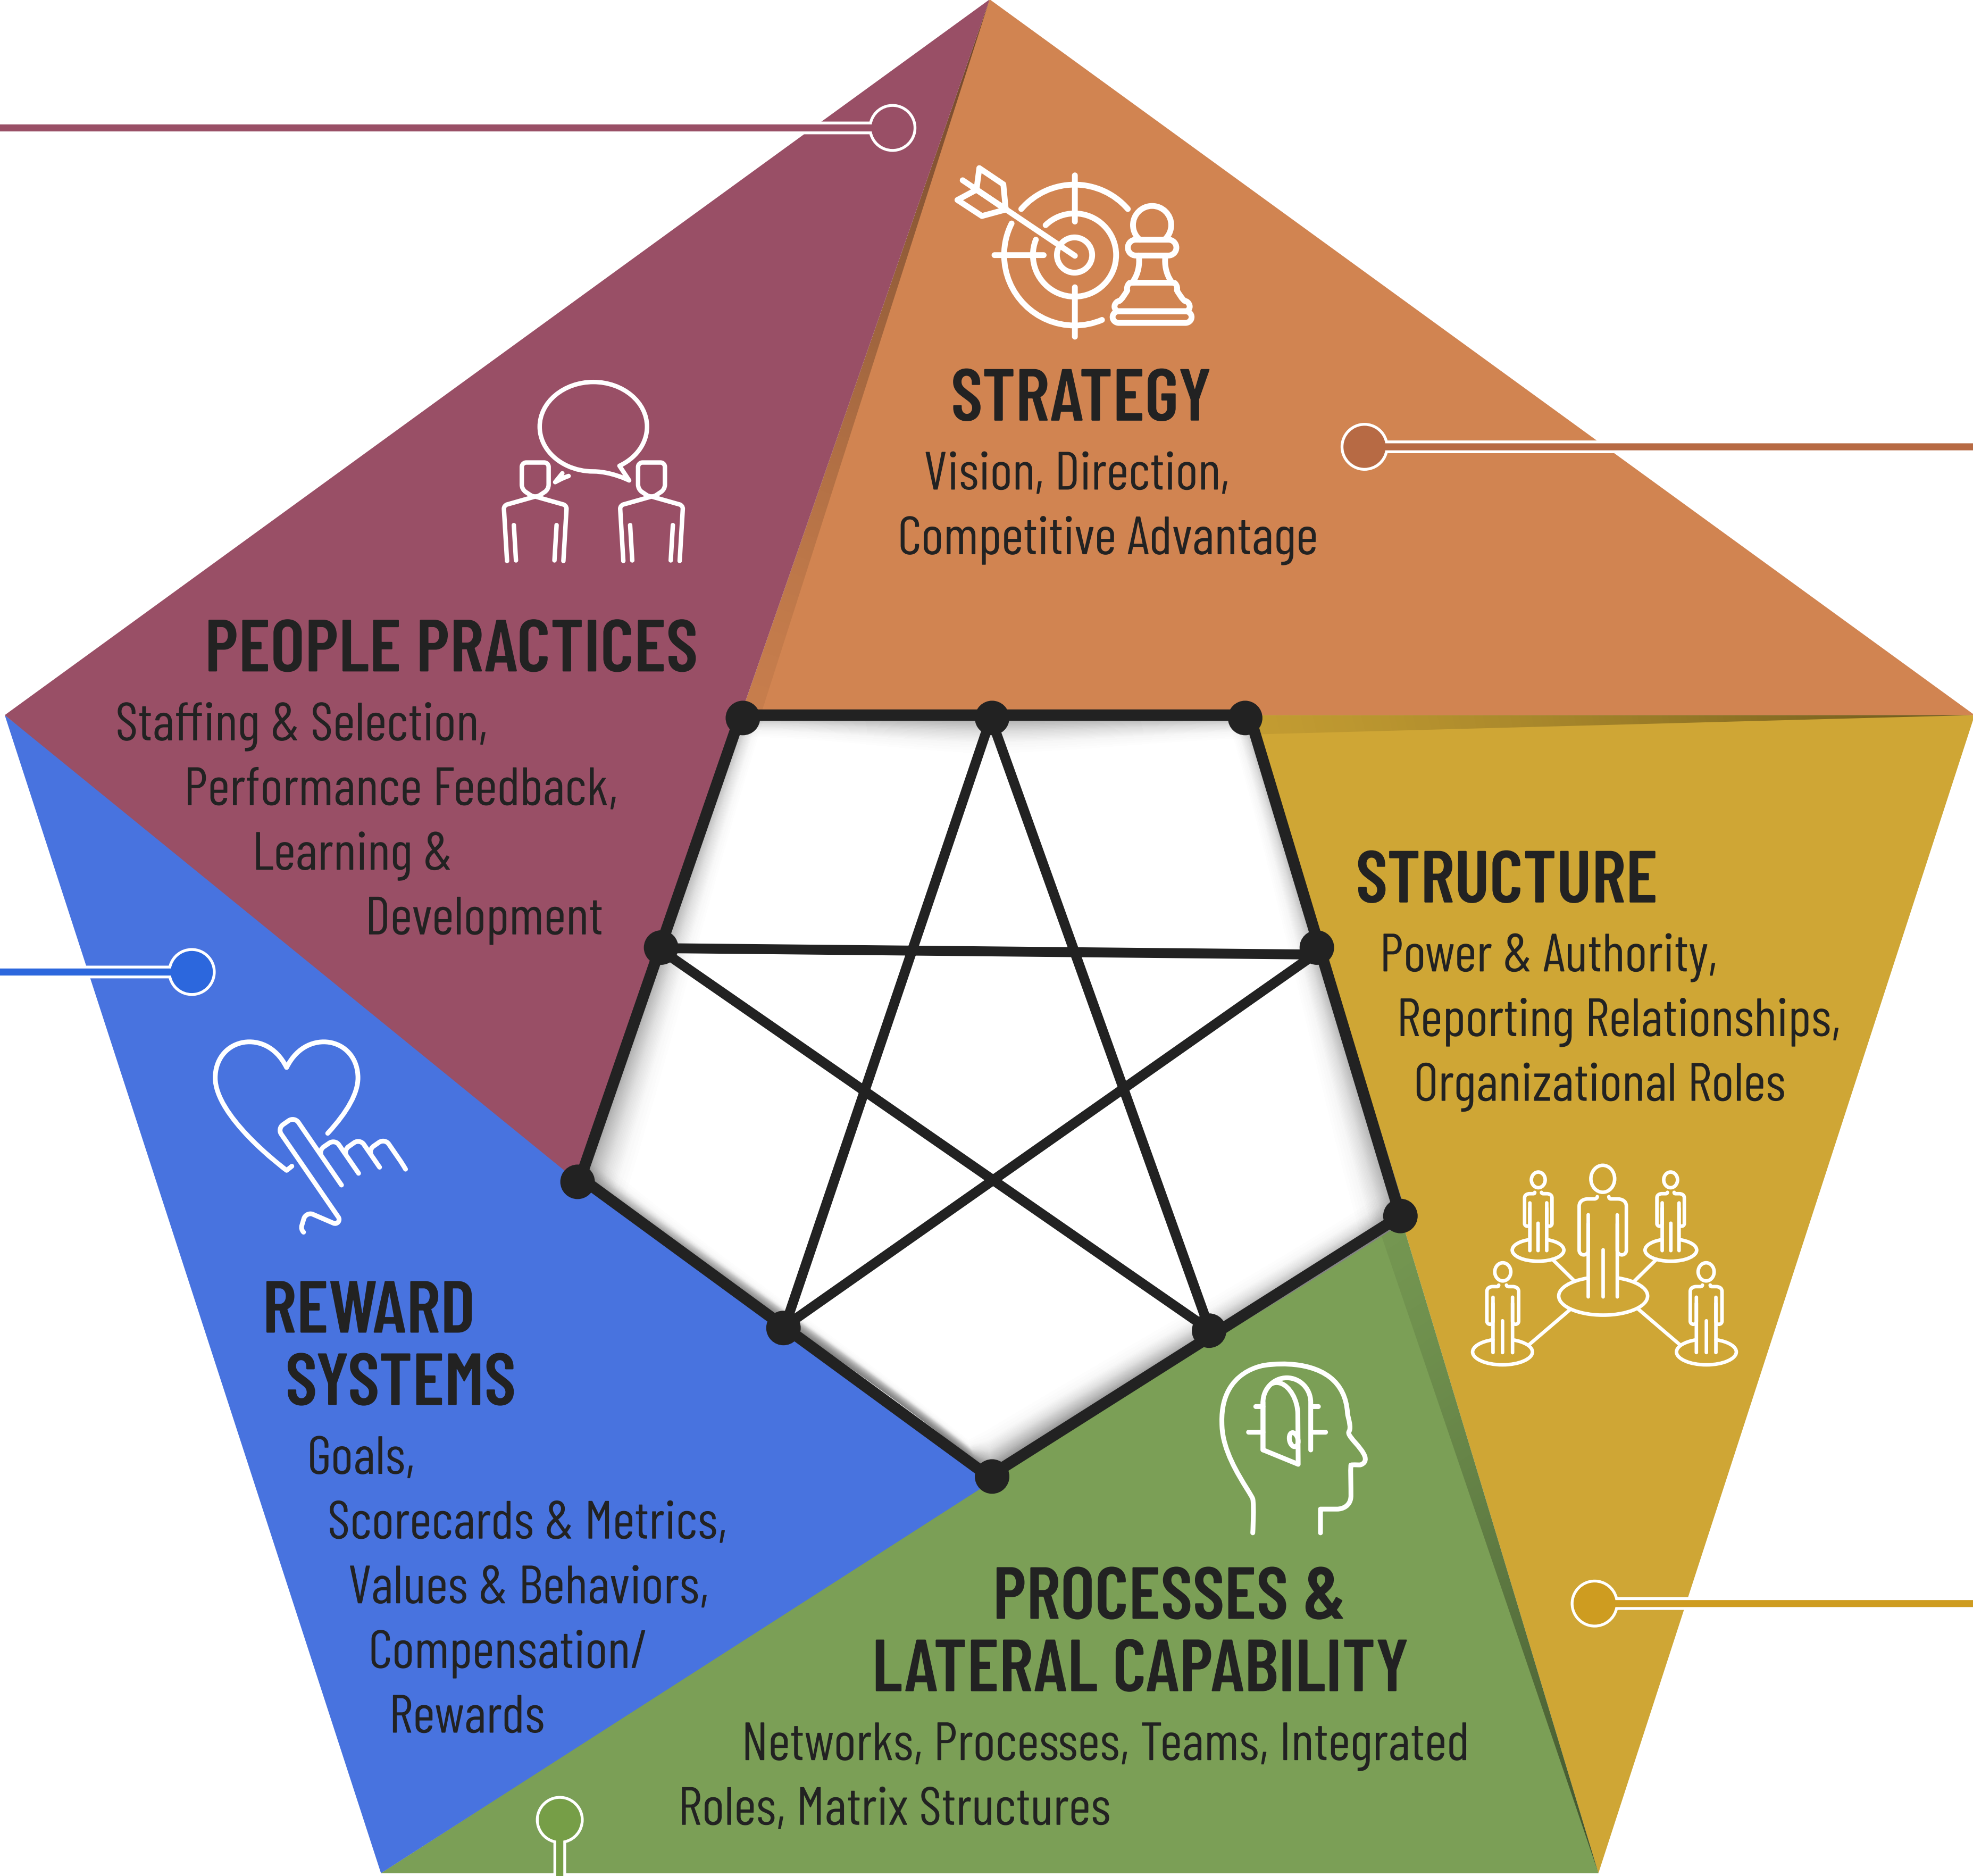 STRATEGY
Vision, Direction,
Competitive Advantage
PEOPLE PRACTICES
Staffing & Selection,
Performance Feedback,
Learning &
Development
STRUCTURE
Power & Authority,
Reporting Relationships,
Organizational Roles
REWARD
SYSTEMS
Goals,
Scorecards & Metrics,
Values & Behaviors,
Compensation/
Rewards
PROCESSES &
LATERAL CAPABILITY
Networks, Processes, Teams, Integrated
Roles, Matrix Structures